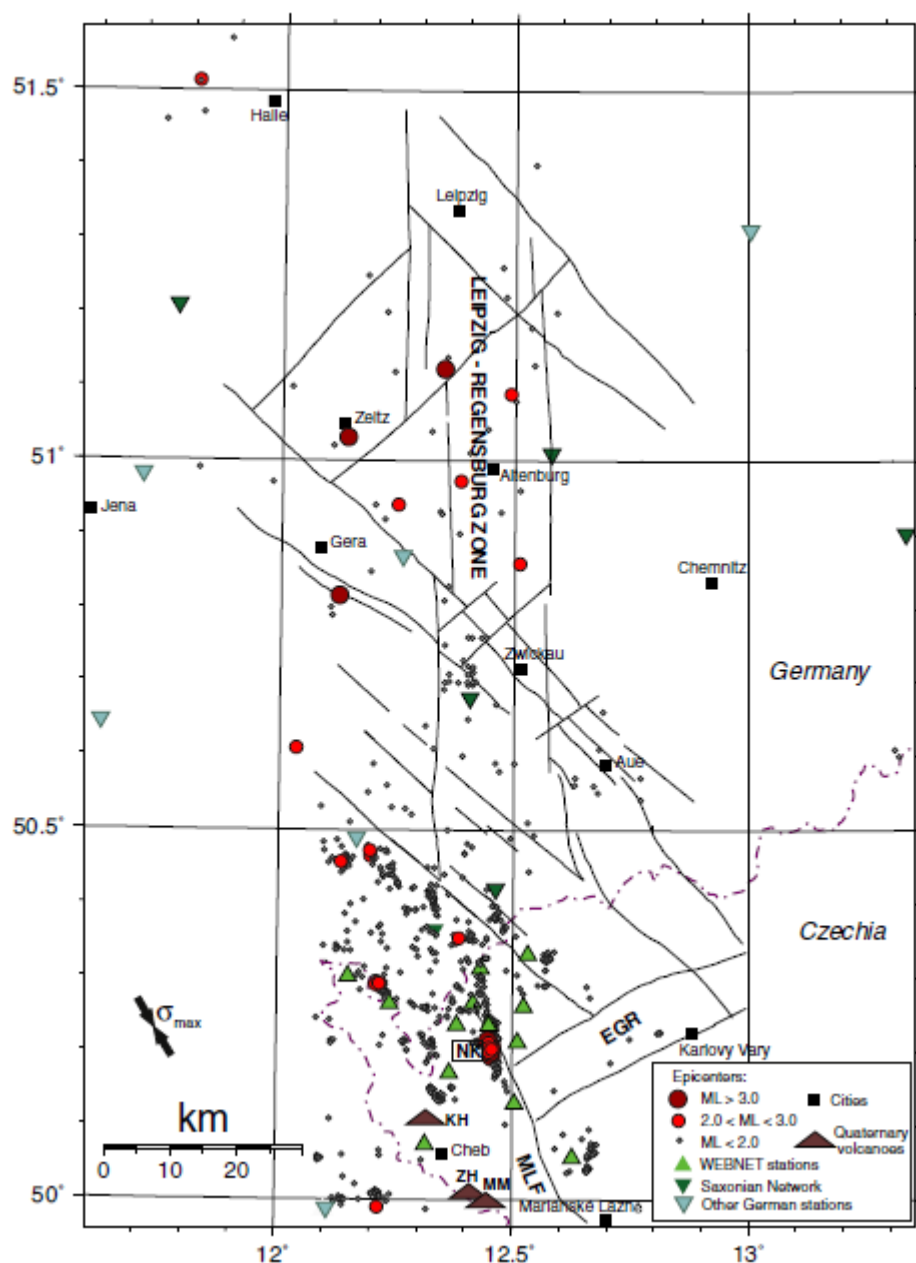 51.5°
Halle
Leipzig
LEIPZIG - REGENSBURG ZONE
Zeitz
51°
Altenburg
Jena
Gera
Chemnitz
Zwickau
Germany
Aue
50.5°
Czechia
σmax
EGR
NK
Karlovy Vary
km
KH
Cheb
ZH
MM
MLF
50°
Marianske Lazne
0 10 20 30
Epicenters:
ML > 3.0
Cities
2.0 < ML < 3.0
ML < 2.0
Quaternary
volcanoes
WEBNET stations
Saxonian Network
Other German stations
12°
12.5°
13°